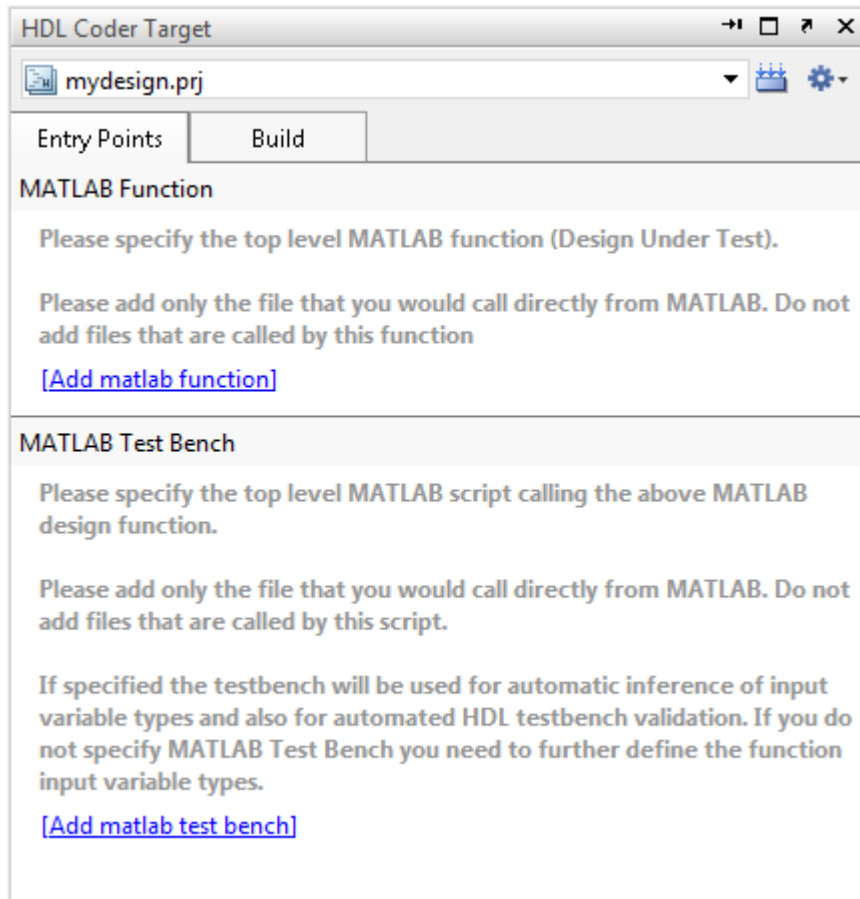 HDL Coder Target
mydesign.prj
Entry Points Build
MATLAB Function
Please specify the top level MATLAB function (Design Under Test).
Please add only the file that you would call directly from MATLAB. Do not
add files that are called by this function
[Add matlab function]
MATLAB Test Bench
Please specify the top level MATLAB script calling the above MATLAB
design function.
Please add only the file that you would call directly from MATLAB. Do not
add files that are called by this script.
If specified the testbench will be used for automatic inference of input
variable types and also for automated HDL testbench validation. If you do
not specify MATLAB Test Bench you need to further define the function
input variable types.
[Add matlab test bench]